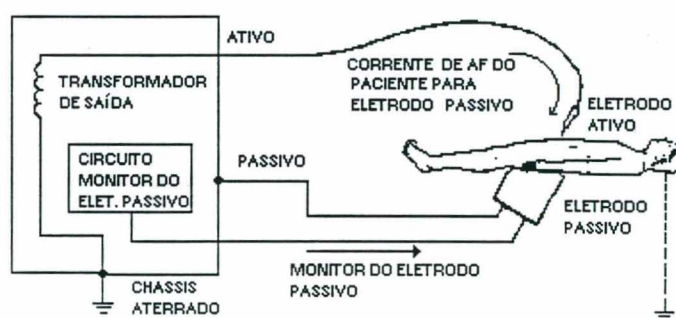 ATIVO
TRANSFORMADOR
DE SAÍDA
CORRENTE DE AF DO
PACIENTE PARA
ELETRODO PASSIVO
ELETRODO
ATIVO
CIRCUITO
MONITOR DO
ELET. PASSIVO
PASSIVO
ELETRODO
PASSIVO
MONITOR DO ELETRODO
PASSIVO
CHASSIS
ATERRADO